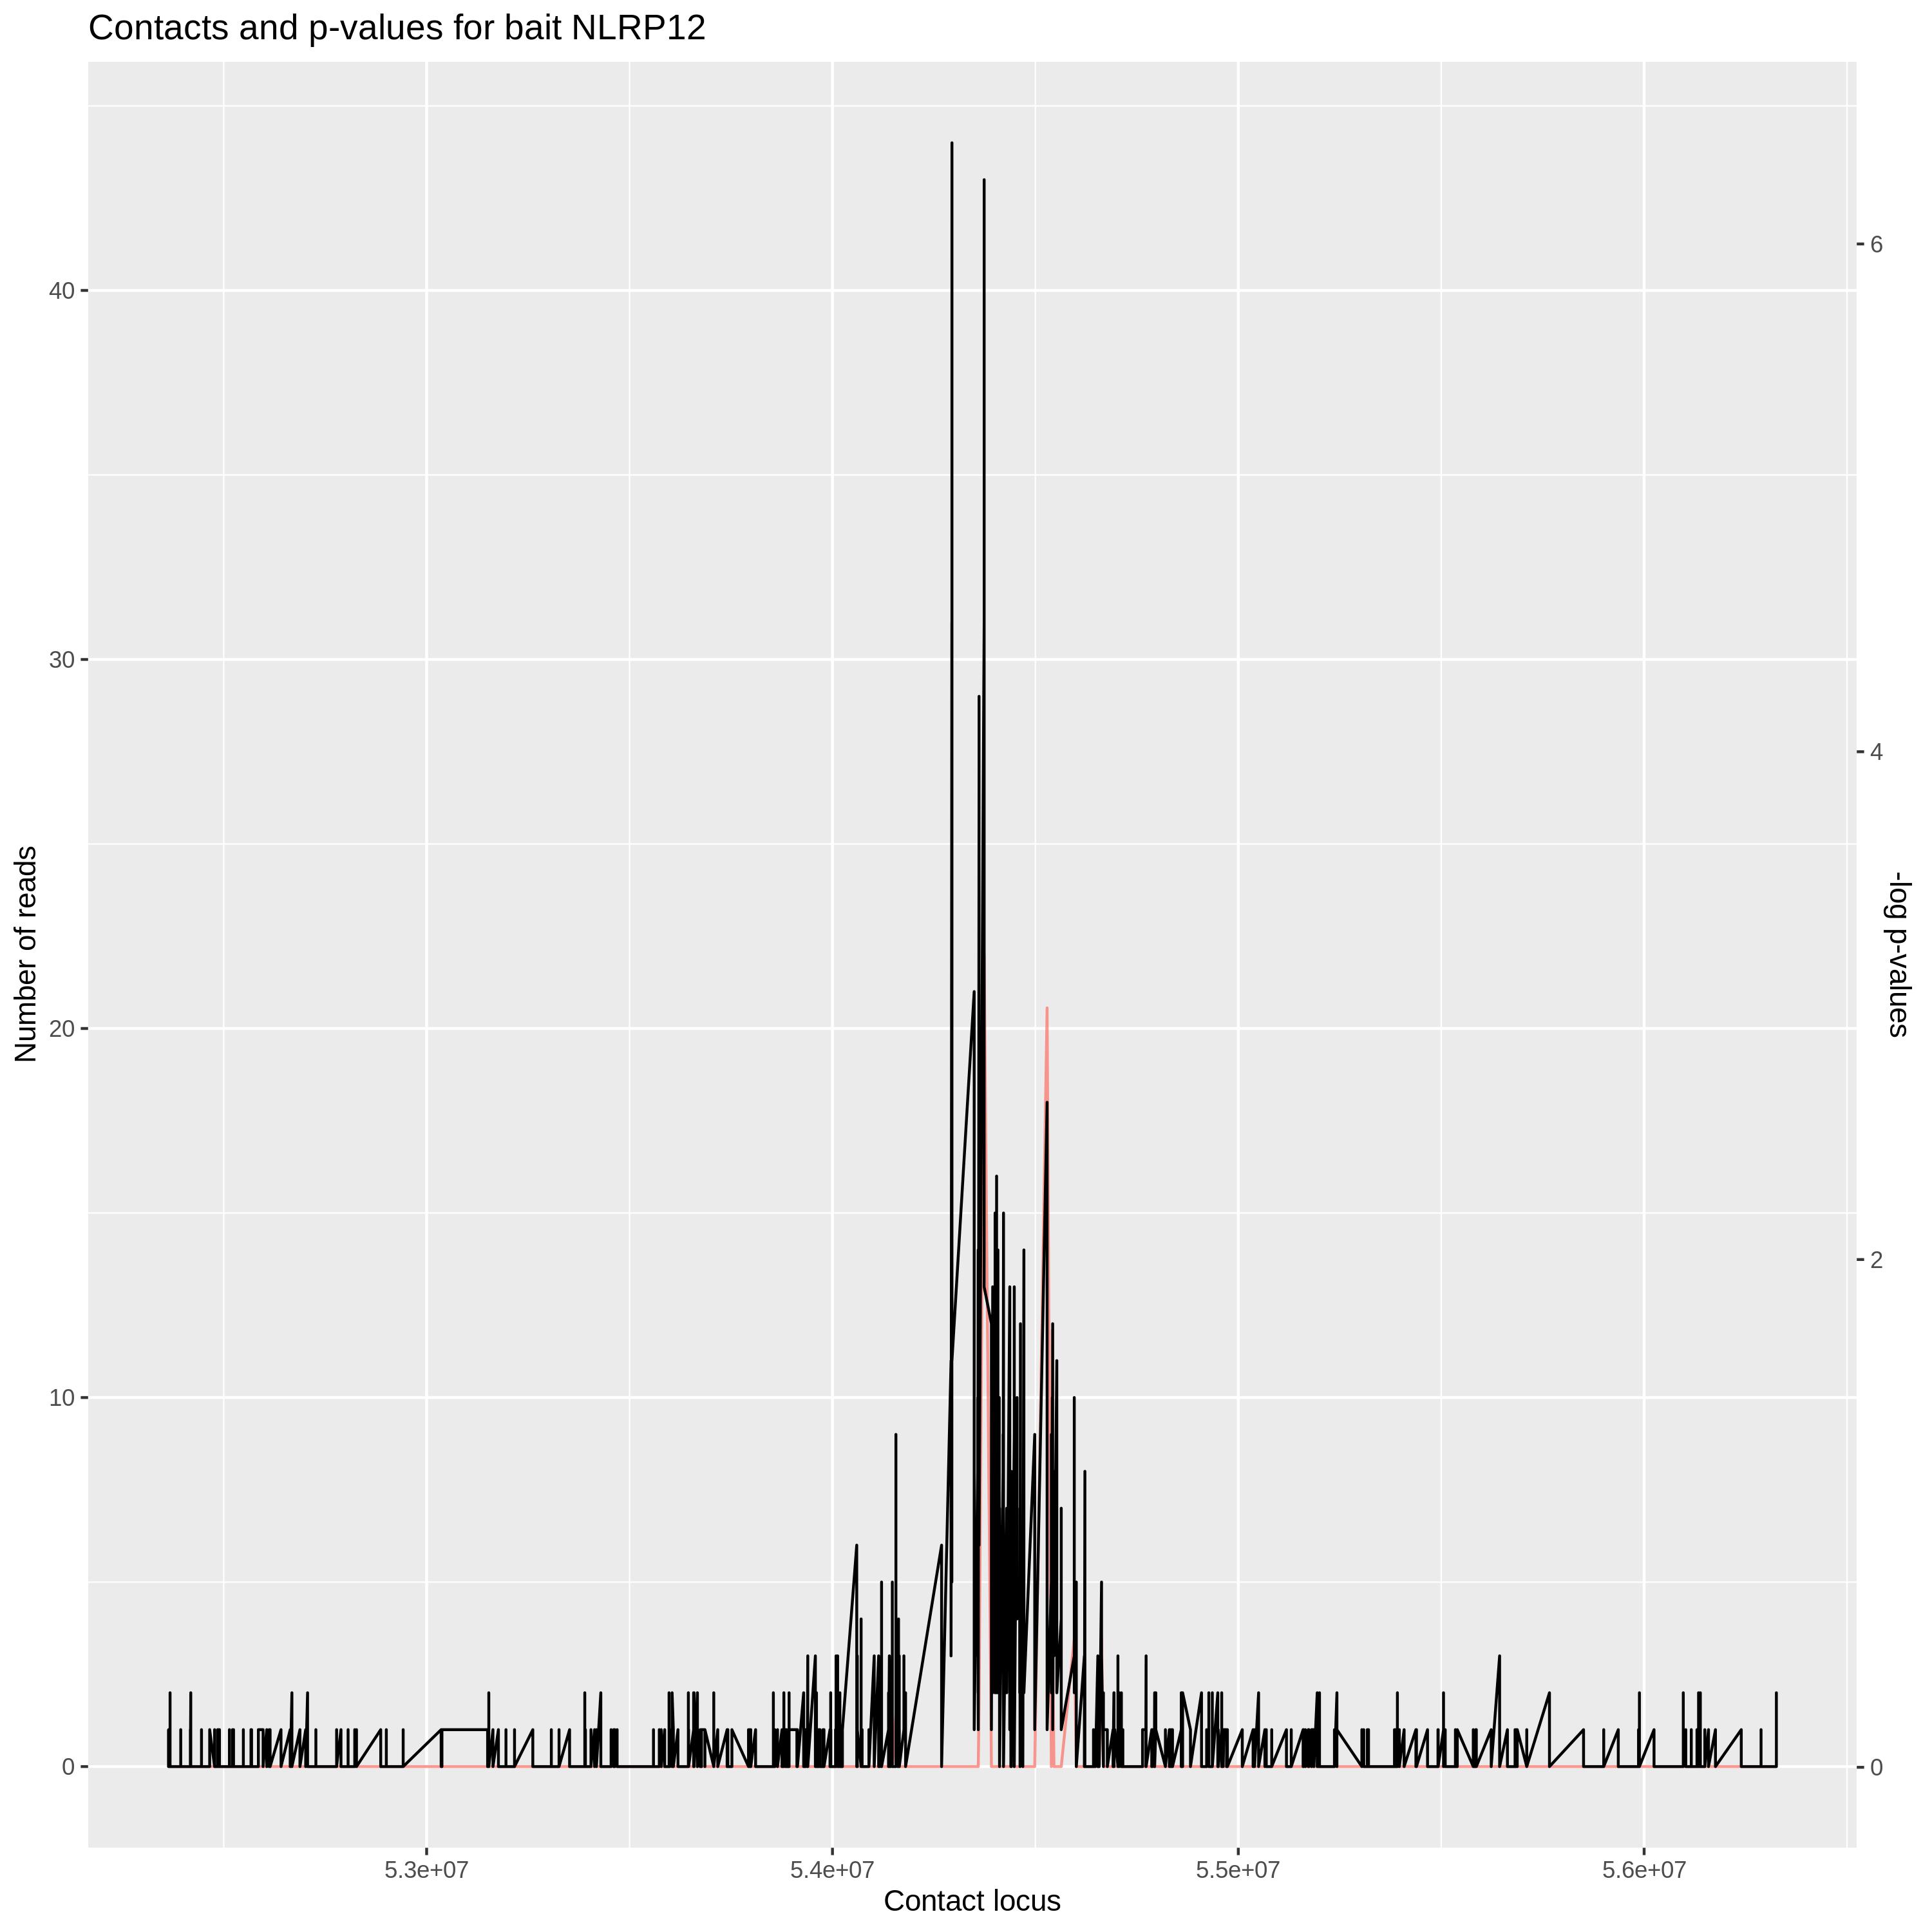 Contacts and p-values for bait NLRP12
Number of reads
40
30
20
10
0
6
4
2
0
-log p-values
5.3e+07
5.4e+07
5.5e+07
5.6e+07
Contact locus